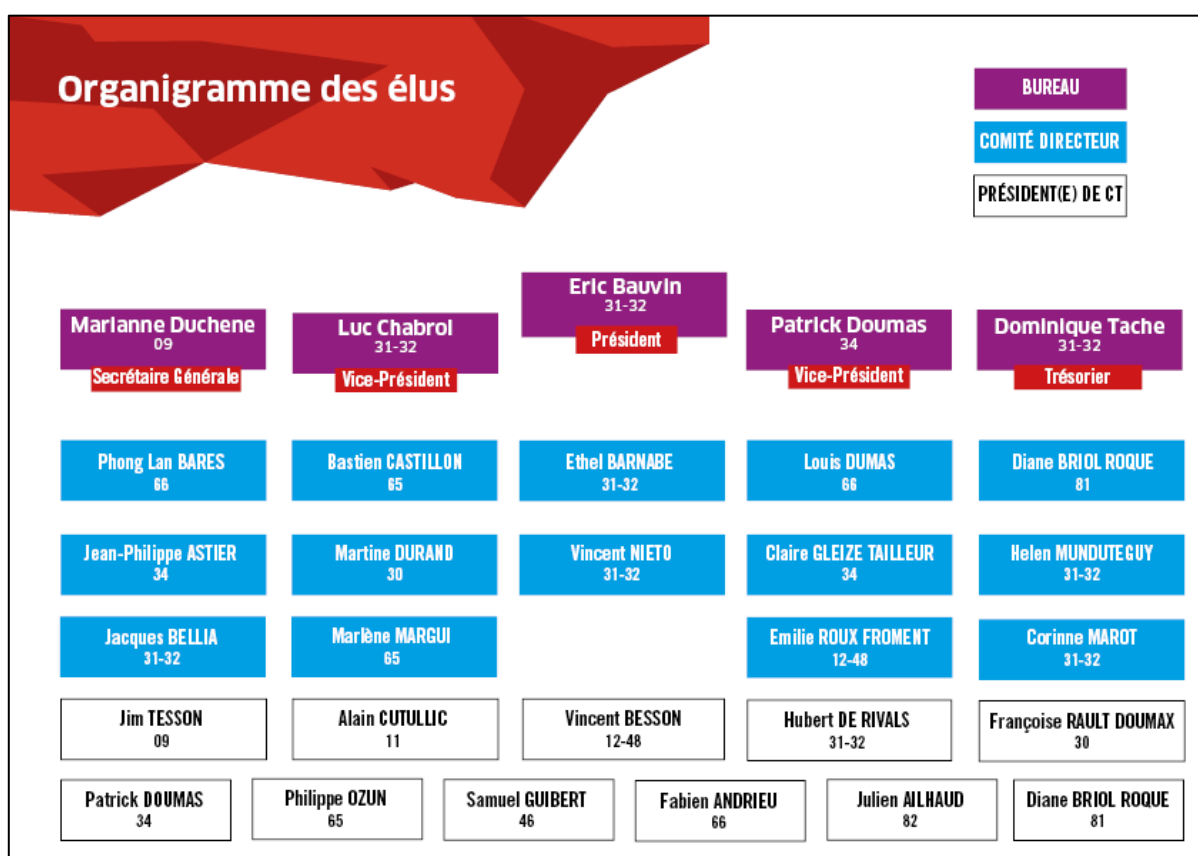 Organigramme des élus
BUREAU
COMITÉ DIRECTEUR
PRÉSIDENT(E) DE CT
Eric Bauvin
31-32
Président
Marianne Duchene
09
Secrétaire Générale
Luc Chabrol
31-32
Vice-Président
Patrick Doumas
34
Vice-Président
Dominique Tache
31-32
Trésorier
Phong Lan BARES
66
Bastien CASTILLON
65
Ethel BARNABE
31-32
Louis DUMAS
66
Diane BRIOL ROQUE
81
Jean-Philippe ASTIER
34
Martine DURAND
30
Vincent NIETO
31-32
Claire GLEIZE TAILLEUR
34
Helen MUNDUTEGUY
31-32
Jacques BELLIA
31-32
Marlène MARGUI
65
Emilie ROUX FROMENT
12-48
Corinne MAROT
31-32
Jim TESSON
09
Alain CUTULLIC
11
Vincent BESSON
12-48
Hubert DE RIVALS
31-32
Françoise RAULT DOUMAX
30
Patrick DOUMAS
34
Philippe OZUN
65
Samuel GUIBERT
46
Fabien ANDRIEU
66
Julien AILHAUD
82
Diane BRIOL ROQUE
81